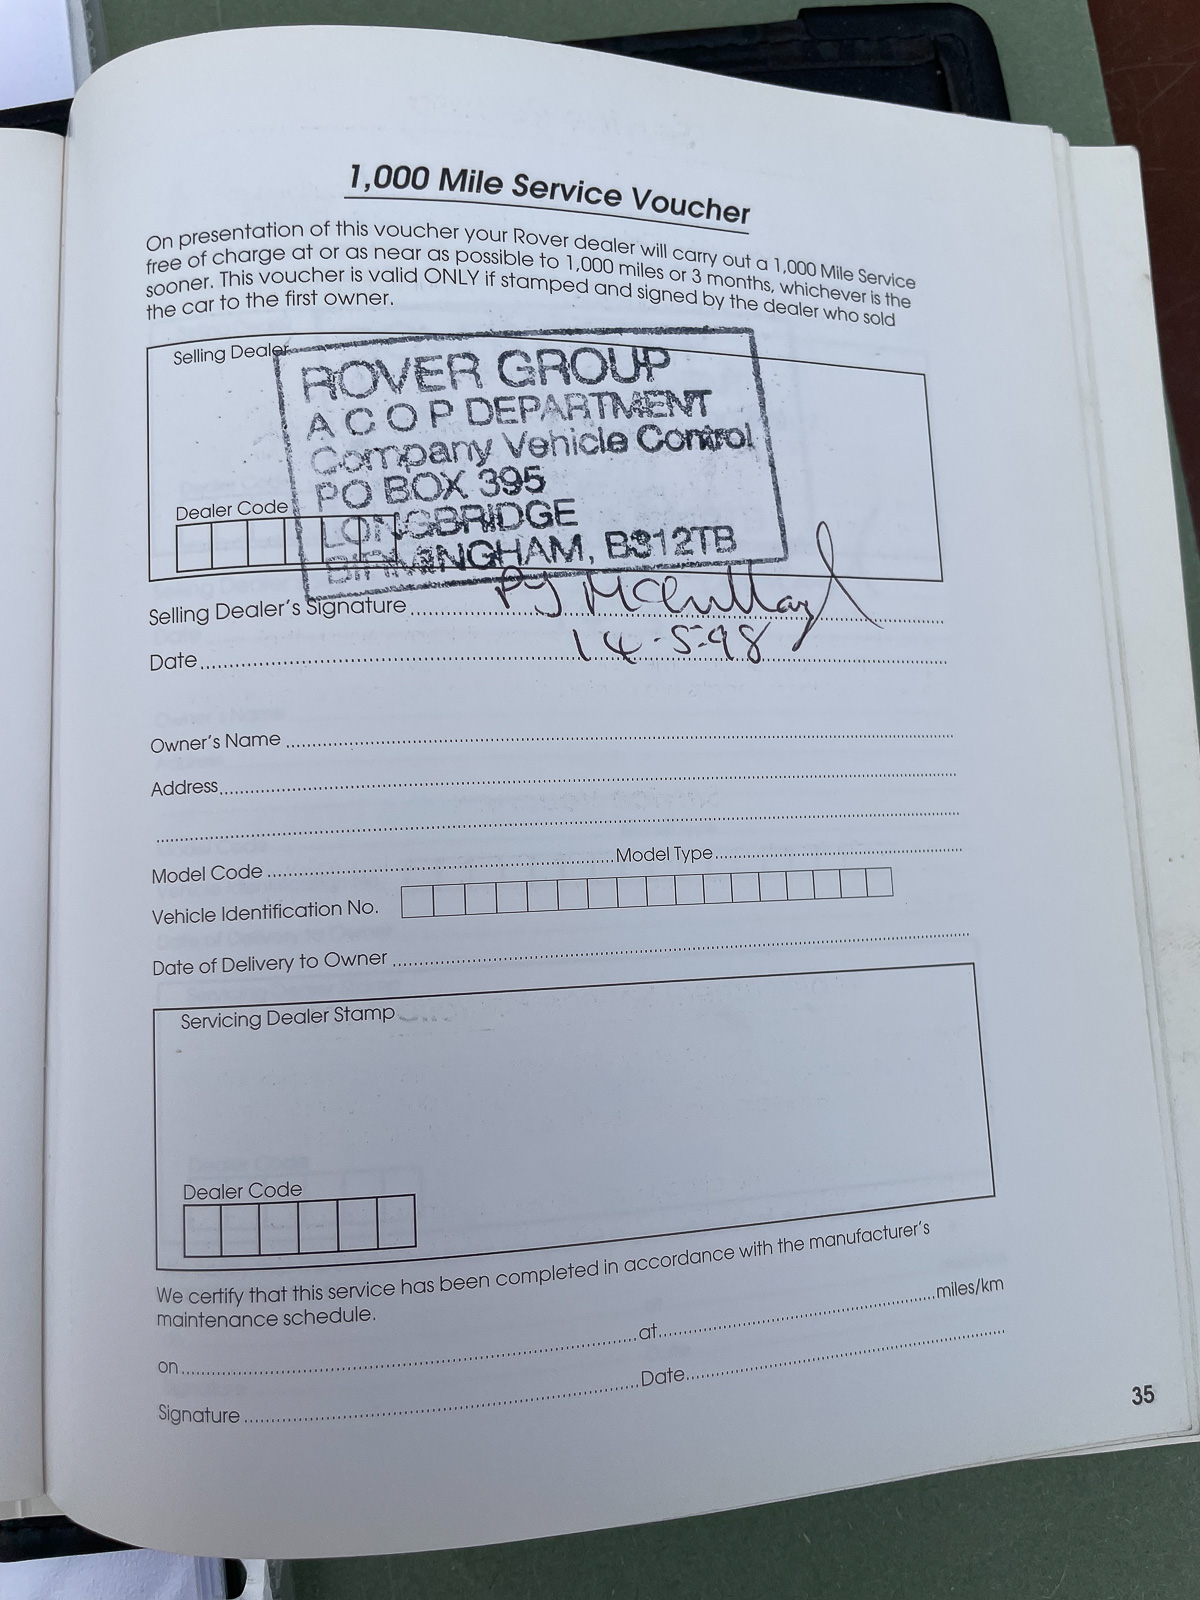 1,000 Mile Service Voucher
On presentation of this voucher your Rover dealer will carry out a 1,000 Mile Service
free of charge at or as near as possible to 1,000 miles or 3 months, whichever is the
sooner. This voucher is valid ONLY if stamped and signed by the dealer who sold
the car to the first owner.
Selling Dealer
ROVER GROUP
A C O P DEPARTMENT
Company Vehicle Control
PO BOX 395
Dealer Code
LONGBRIDGE
BIRMINGHAM, B312TB
Selling Dealer's Signature PJ
Date 14-5-98
Owner's Name
Address
Model Code Model Type
Vehicle Identification No.
Date of Delivery to Owner
Servicing Dealer Stamp
Dealer Code
We certify that this service has been completed in accordance with the manufacturer's
maintenance schedule.
on at miles/km
Signature Date
35